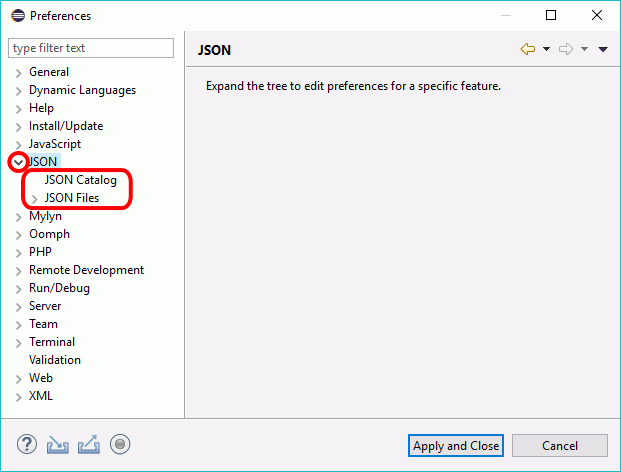 Preferences
type filter text
General
Dynamic Languages
Help
Install/Update
JavaScript
JSON
JSON Catalog
JSON Files
Mylyn
Oomph
PHP
Remote Development
Run/Debug
Server
Team
Terminal
Validation
Web
XML
JSON
Expand the tree to edit preferences for a specific feature.
?
Apply and Close
Cancel